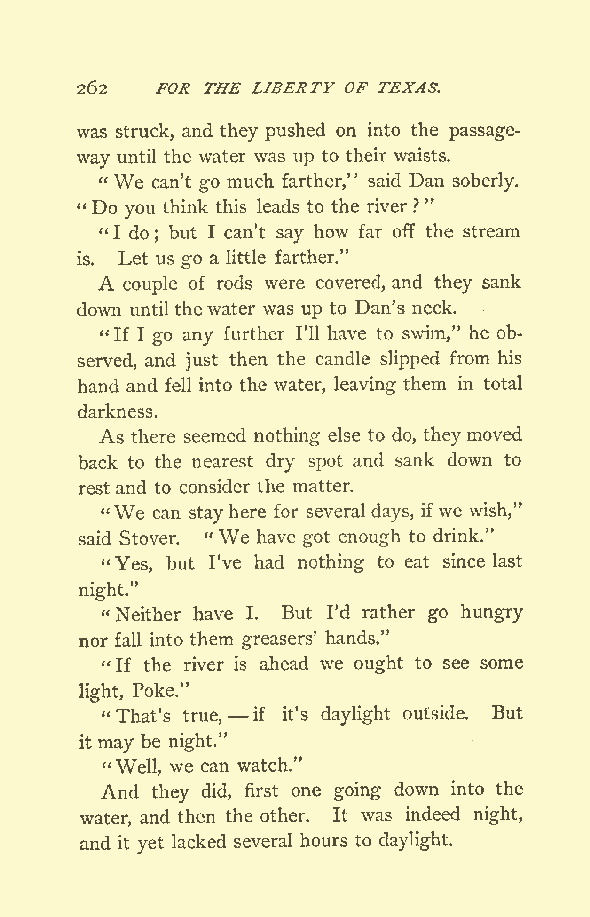 262 FOR THE LIBERTY OF TEXAS.
was struck, and they pushed on into the passage-
way until the water was up to their waists.
“We can't go much farther,” said Dan soberly.
“Do you think this leads to the river?”
“I do; but I can't say how far off the stream
is. Let us go a little farther.”
A couple of rods were covered, and they sank
down until the water was up to Dan's neck.
“If I go any further I'll have to swim,” he ob-
served, and just then the candle slipped from his
hand and fell into the water, leaving them in total
darkness.
As there seemed nothing else to do, they moved
back to the nearest dry spot and sank down to
rest and to consider the matter.
“We can stay here for several days, if we wish,”
said Stover. “We have got enough to drink.”
“Yes, but I've had nothing to eat since last
night.”
“Neither have I. But I'd rather go hungry
nor fall into them greasers' hands.”
“If the river is ahead we ought to see some
light, Poke.”
“That's true, — if it's daylight outside. But
it may be night.”
“Well, we can watch.”
And they did, first one going down into the
water, and then the other. It was indeed night,
and it yet lacked several hours to daylight.